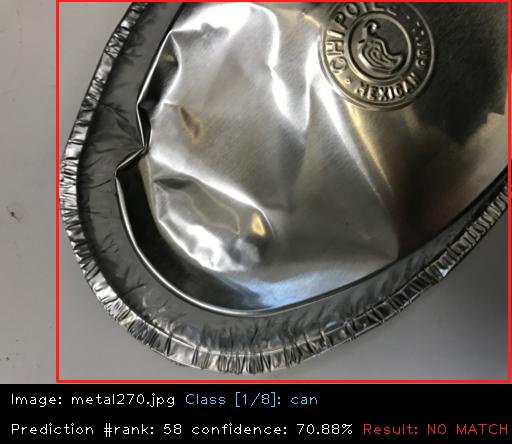 CHIPOTLE
MEXICAN GRILL
Image: metal270.jpg Class [1/8]: can
Prediction #rank: 58 confidence: 70.88% Result: NO MATCH